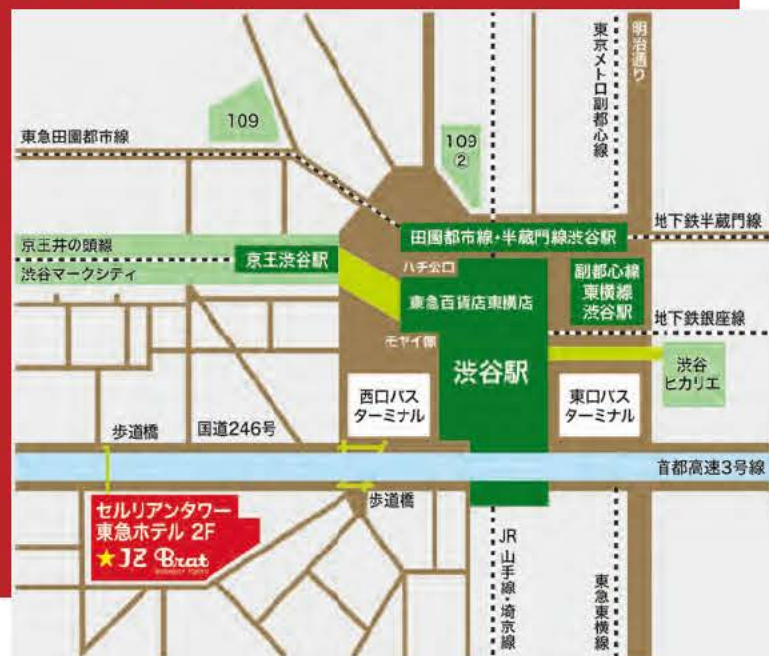 明治通り
東京メトロ副都心線
109
109
②
東急田園都市線
地下鉄半蔵門線
田園都市線・半蔵門線渋谷駅
京王井の頭線
京王渋谷駅
渋谷マークシティ
ハチ公口
東急百貨店東横店
副都心線
東横線
渋谷駅
地下鉄銀座線
モヤイ像
渋谷駅
渋谷
ヒカリエ
西口バス
ターミナル
東口バス
ターミナル
歩道橋
国道246号
首都高速3号線
歩道橋
セルリアンタワー
東急ホテル 2F
★JZ Brat
JR
山手線・埼京線
東急東横線